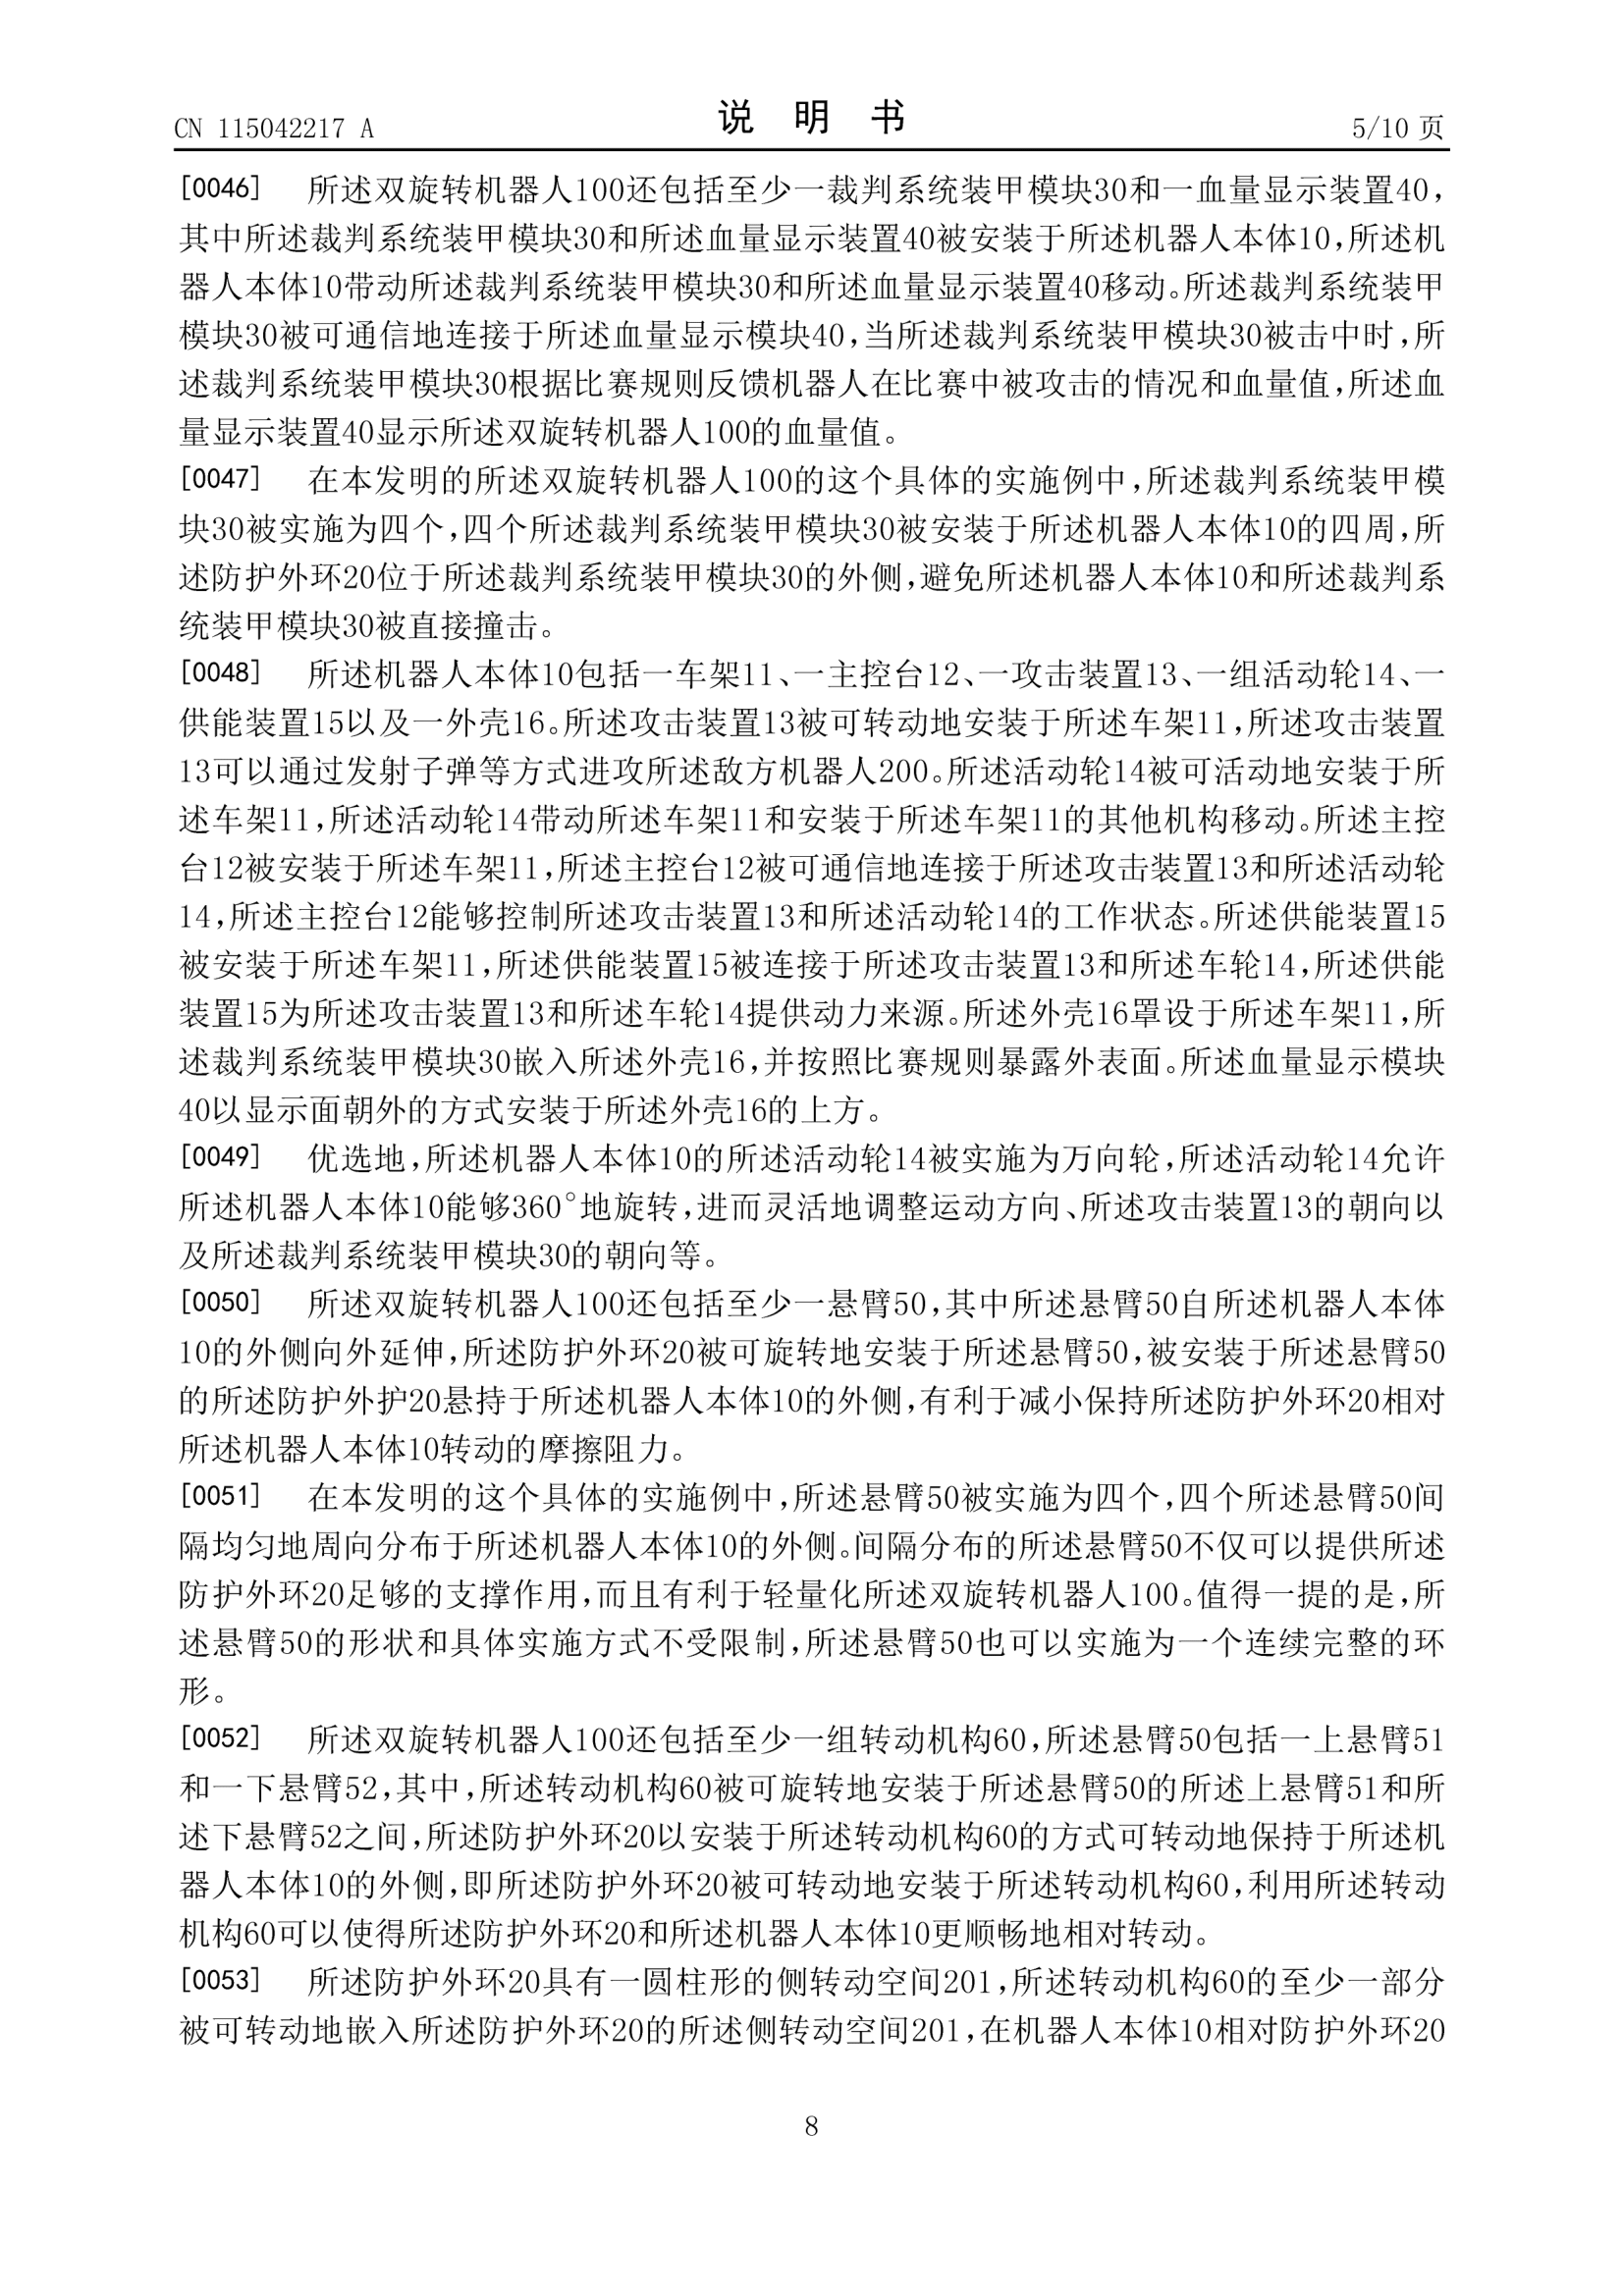 CN 115042217 A
说 明 书
5/10 页
[0046] 所述双旋转机器人100还包括至少一裁判系统装甲模块30和一血量显示装置40,
其中所述裁判系统装甲模块30和所述血量显示装置40被安装于所述机器人本体10,所述机
器人本体10带动所述裁判系统装甲模块30和所述血量显示装置40移动。所述裁判系统装甲
模块30被可通信地连接于所述血量显示模块40,当所述裁判系统装甲模块30被击中时,所
述裁判系统装甲模块30根据比赛规则反馈机器人在比赛中被攻击的情况和血量值,所述血
量显示装置40显示所述双旋转机器人100的血量值。
[0047] 在本发明的所述双旋转机器人100的这个具体的实施例中,所述裁判系统装甲模
块30被实施为四个,四个所述裁判系统装甲模块30被安装于所述机器人本体10的四周,所
述防护外环20位于所述裁判系统装甲模块30的外侧,避免所述机器人本体10和所述裁判系
统装甲模块30被直接撞击。
[0048] 所述机器人本体10包括一车架11、一主控台12、一攻击装置13、一组活动轮14、一
供能装置15以及一外壳16。所述攻击装置13被可转动地安装于所述车架11,所述攻击装置
13可以通过发射子弹等方式进攻所述敌方机器人200。所述活动轮14被可活动地安装于所
述车架11,所述活动轮14带动所述车架11和安装于所述车架11的其他机构移动。所述主控
台12被安装于所述车架11,所述主控台12被可通信地连接于所述攻击装置13和所述活动轮
14,所述主控台12能够控制所述攻击装置13和所述活动轮14的工作状态。所述供能装置15
被安装于所述车架11,所述供能装置15被连接于所述攻击装置13和所述车轮14,所述供能
装置15为所述攻击装置13和所述车轮14提供动力来源。所述外壳16罩设于所述车架11,所
述裁判系统装甲模块30嵌入所述外壳16,并按照比赛规则暴露外表面。所述血量显示模块
40以显示面朝外的方式安装于所述外壳16的上方。
[0049] 优选地,所述机器人本体10的所述活动轮14被实施为万向轮,所述活动轮14允许
所述机器人本体10能够360°地旋转,进而灵活地调整运动方向、所述攻击装置13的朝向以
及所述裁判系统装甲模块30的朝向等。
[0050] 所述双旋转机器人100还包括至少一悬臂50,其中所述悬臂50自所述机器人本体
10的外侧向外延伸,所述防护外环20被可旋转地安装于所述悬臂50,被安装于所述悬臂50
的所述防护外护20悬持于所述机器人本体10的外侧,有利于减小保持所述防护外环20相对
所述机器人本体10转动的摩擦阻力。
[0051] 在本发明的这个具体的实施例中,所述悬臂50被实施为四个,四个所述悬臂50间
隔均匀地周向分布于所述机器人本体10的外侧。间隔分布的所述悬臂50不仅可以提供所述
防护外环20足够的支撑作用,而且有利于轻量化所述双旋转机器人100。值得一提的是,所
述悬臂50的形状和具体实施方式不受限制,所述悬臂50也可以实施为一个连续完整的环
形。
[0052] 所述双旋转机器人100还包括至少一组转动机构60,所述悬臂50包括一上悬臂51
和一下悬臂52,其中,所述转动机构60被可旋转地安装于所述悬臂50的所述上悬臂51和所
述下悬臂52之间,所述防护外环20以安装于所述转动机构60的方式可转动地保持于所述机
器人本体10的外侧,即所述防护外环20被可转动地安装于所述转动机构60,利用所述转动
机构60可以使得所述防护外环20和所述机器人本体10更顺畅地相对转动。
[0053] 所述防护外环20具有一圆柱形的侧转动空间201,所述转动机构60的至少一部分
被可转动地嵌入所述防护外环20的所述侧转动空间201,在机器人本体10相对防护外环20
8